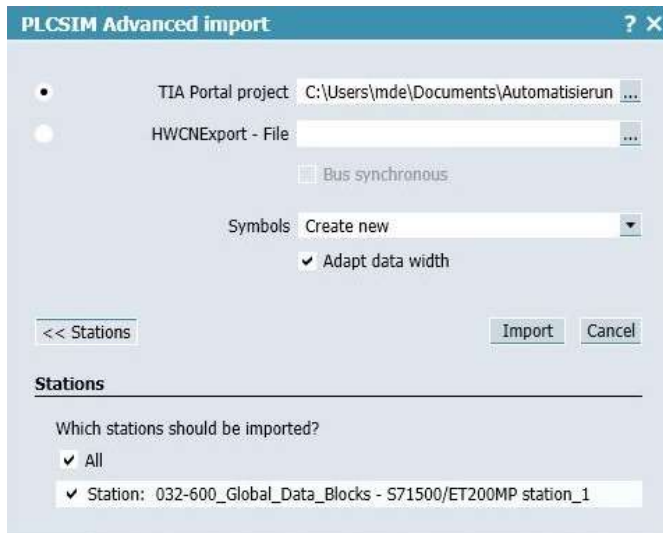 PLCSIM Advanced import ? ×
TIA Portal project C:\Users\mde\Documents\Automatisierun ...
HWCNExport - File ...
Bus synchronous
Symbols Create new
Adapt data width
<< Stations Import Cancel
Stations
Which stations should be imported?
All
Station: 032-600_Global_Data_Blocks - S71500/ET200MP station_1